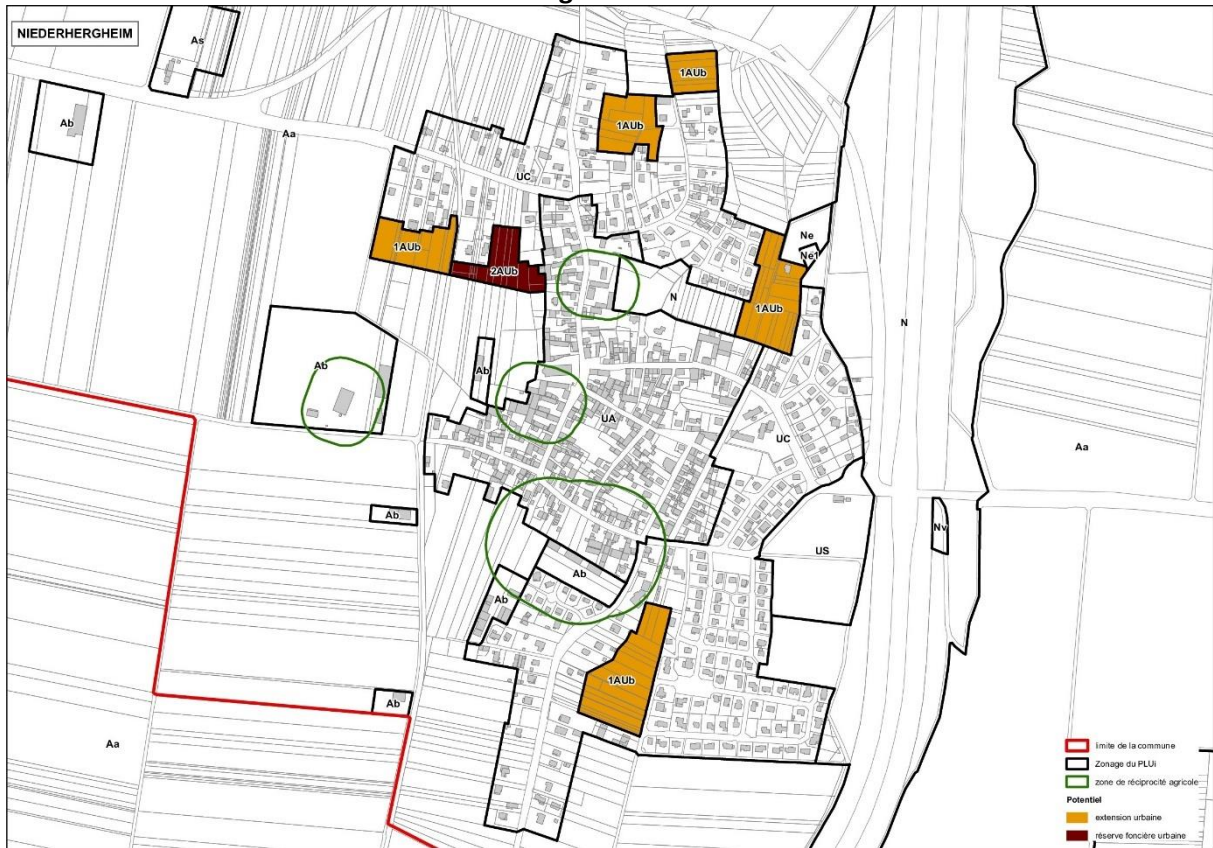 NIEDERHERGHEIM
As
1AUb
Ab
1AUb
Aa
UC
Ne
Ne1
1AUb
2AUb
N
1AUb
N
Ab
Ab
UA
UC
Aa
Ab
Nv
US
Ab
Ab
1AUb
Ab
Aa
limite de la commune
Zonage du PLUi
zone de réciprocité agricole
Potentiel
extension urbaine
réserve foncière urbaine